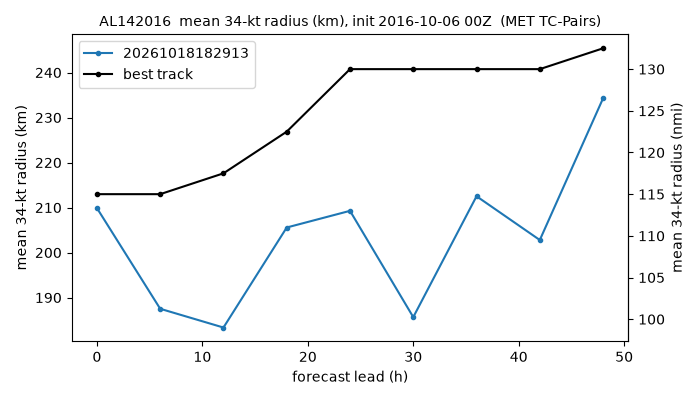 AL142016  mean 34-kt radius (km), init 2016-10-06 00Z  (MET TC-Pairs)
20261018182913
best track
mean 34-kt radius (km)
240
230
220
210
200
190
130
125
120
115
110
105
100
mean 34-kt radius (nmi)
0 10 20 30 40 50
forecast lead (h)